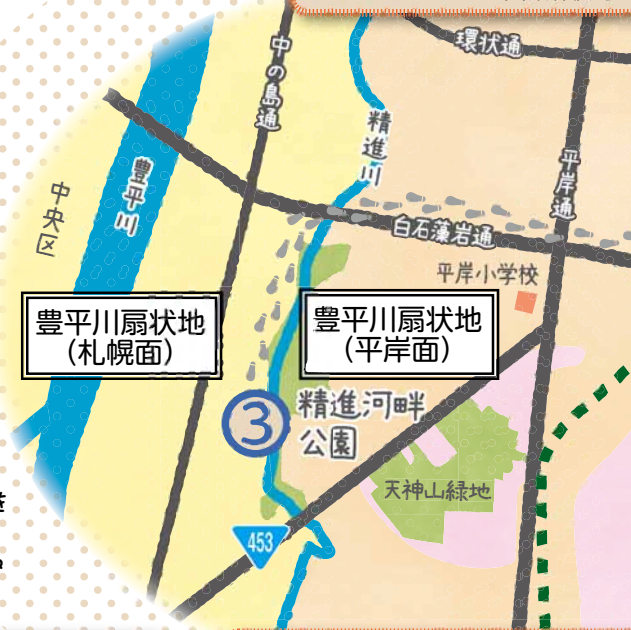 環状通
中の島通
精進川
平岸通
豊平川
中央区
白石藻岩通
平岸小学校
豊平川扇状地
(札幌面)
豊平川扇状地
(平岸面)
③
精進河畔
公園
天神山緑地
453